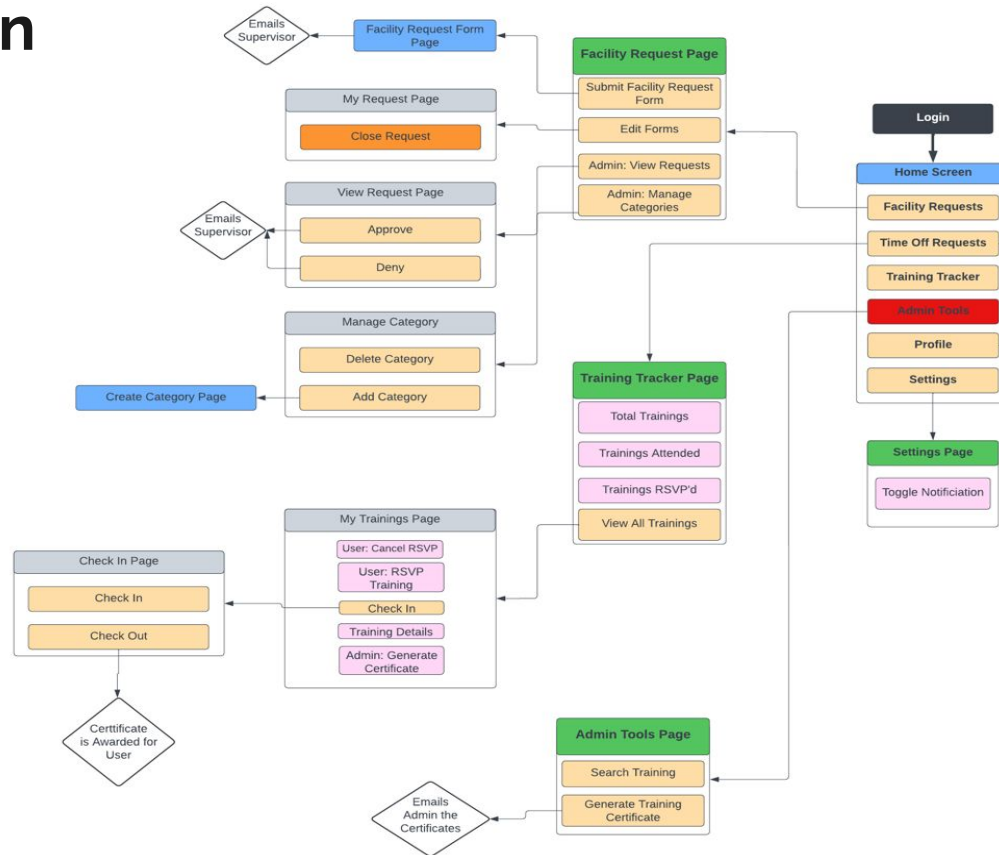 n
Emails
Supervisor
Facility Request Form
Page
Facility Request Page
Submit Facility Request
Form
Edit Forms
Admin: View Requests
Admin: Manage
Categories
My Request Page
Close Request
View Request Page
Approve
Deny
Emails
Supervisor
Manage Category
Delete Category
Add Category
Create Category Page
Login
Home Screen
Facility Requests
Time Off Requests
Training Tracker
Admin Tools
Profile
Settings
Settings Page
Toggle Notificiation
Training Tracker Page
Total Trainings
Trainings Attended
Trainings RSVP'd
View All Trainings
My Trainings Page
User: Cancel RSVP
User: RSVP
Training
Check In
Training Details
Admin: Generate
Certificate
Check In Page
Check In
Check Out
Certtificate
is Awarded for
User
Admin Tools Page
Search Training
Generate Training
Certificate
Emails
Admin the
Certificates